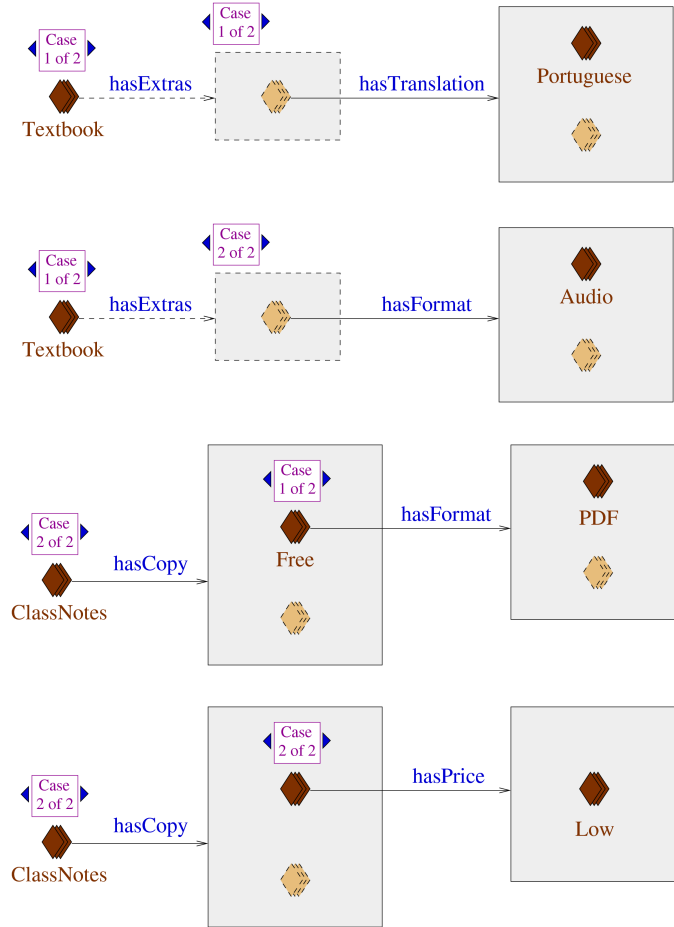 Case
1 of 2
Case
1 of 2
hasExtras
hasTranslation
Portuguese
Textbook
Case
1 of 2
Case
2 of 2
hasExtras
hasFormat
Audio
Textbook
Case
2 of 2
Case
1 of 2
hasCopy
Free
hasFormat
PDF
ClassNotes
Case
2 of 2
Case
2 of 2
hasCopy
hasPrice
Low
ClassNotes